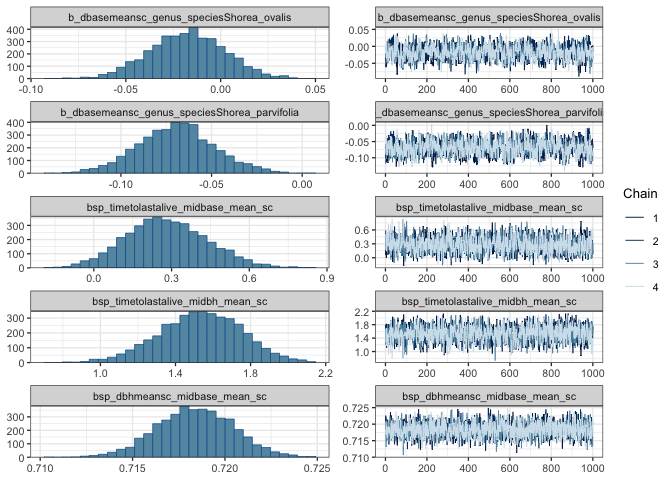 b_dbasemeansc_genus_speciesShorea_ovalis
400
300
200
100
0
-0.10 -0.05 0.00 0.05
b_dbasemeansc_genus_speciesShorea_ovalis
0.05
0.00
-0.05
0 200 400 600 800 1000
b_dbasemeansc_genus_speciesShorea_parvifolia
400
300
200
100
0
-0.10 -0.05 0.00
_dbasemeansc_genus_speciesShorea_parvifoli
0.00
-0.05
-0.10
0 200 400 600 800 1000
bsp_timetolastalive_midbase_mean_sc
300
200
100
0
0.0 0.3 0.6 0.9
bsp_timetolastalive_midbase_mean_sc
0.6
0.3
0.0
0 200 400 600 800 1000
bsp_timetolastalive_midbh_mean_sc
300
200
100
0
1.0 1.4 1.8 2.2
bsp_timetolastalive_midbh_mean_sc
2.2
1.8
1.4
1.0
0 200 400 600 800 1000
bsp_dbhmeansc_midbase_mean_sc
300
200
100
0
0.710 0.715 0.720 0.725
bsp_dbhmeansc_midbase_mean_sc
0.725
0.720
0.715
0.710
0 200 400 600 800 1000
Chain
1
2
3
4